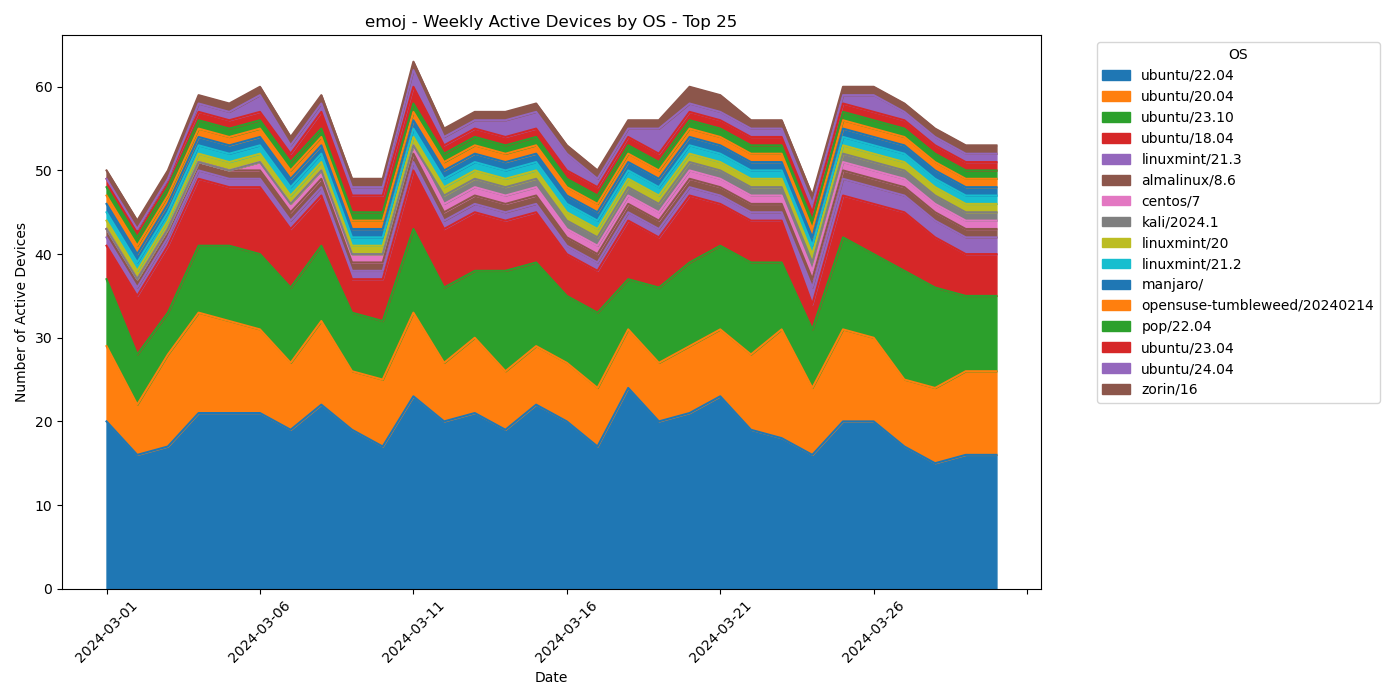 emoj - Weekly Active Devices by OS - Top 25
Number of Active Devices
60
50
40
30
20
10
0
2024-03-01
2024-03-06
2024-03-11
2024-03-16
2024-03-21
2024-03-26
Date
OS
ubuntu/22.04
ubuntu/20.04
ubuntu/23.10
ubuntu/18.04
linuxmint/21.3
almalinux/8.6
centos/7
kali/2024.1
linuxmint/20
linuxmint/21.2
manjaro/
opensuse-tumbleweed/20240214
pop/22.04
ubuntu/23.04
ubuntu/24.04
zorin/16